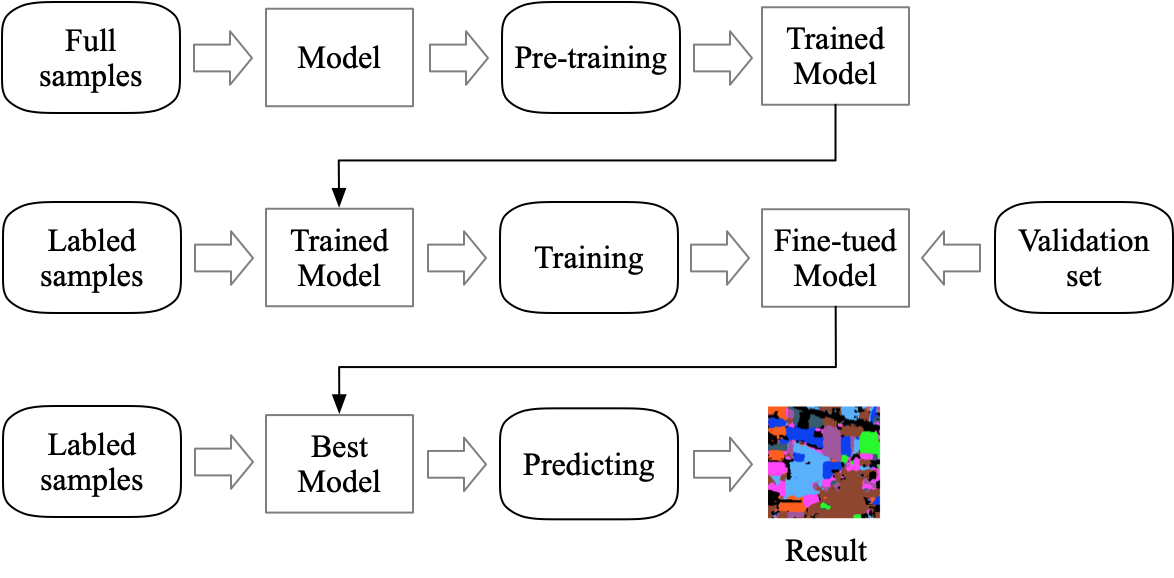 Full
samples
Model
Pre-training
Trained
Model
Labled
samples
Trained
Model
Training
Fine-tued
Model
Validation
set
Labled
samples
Best
Model
Predicting
Result